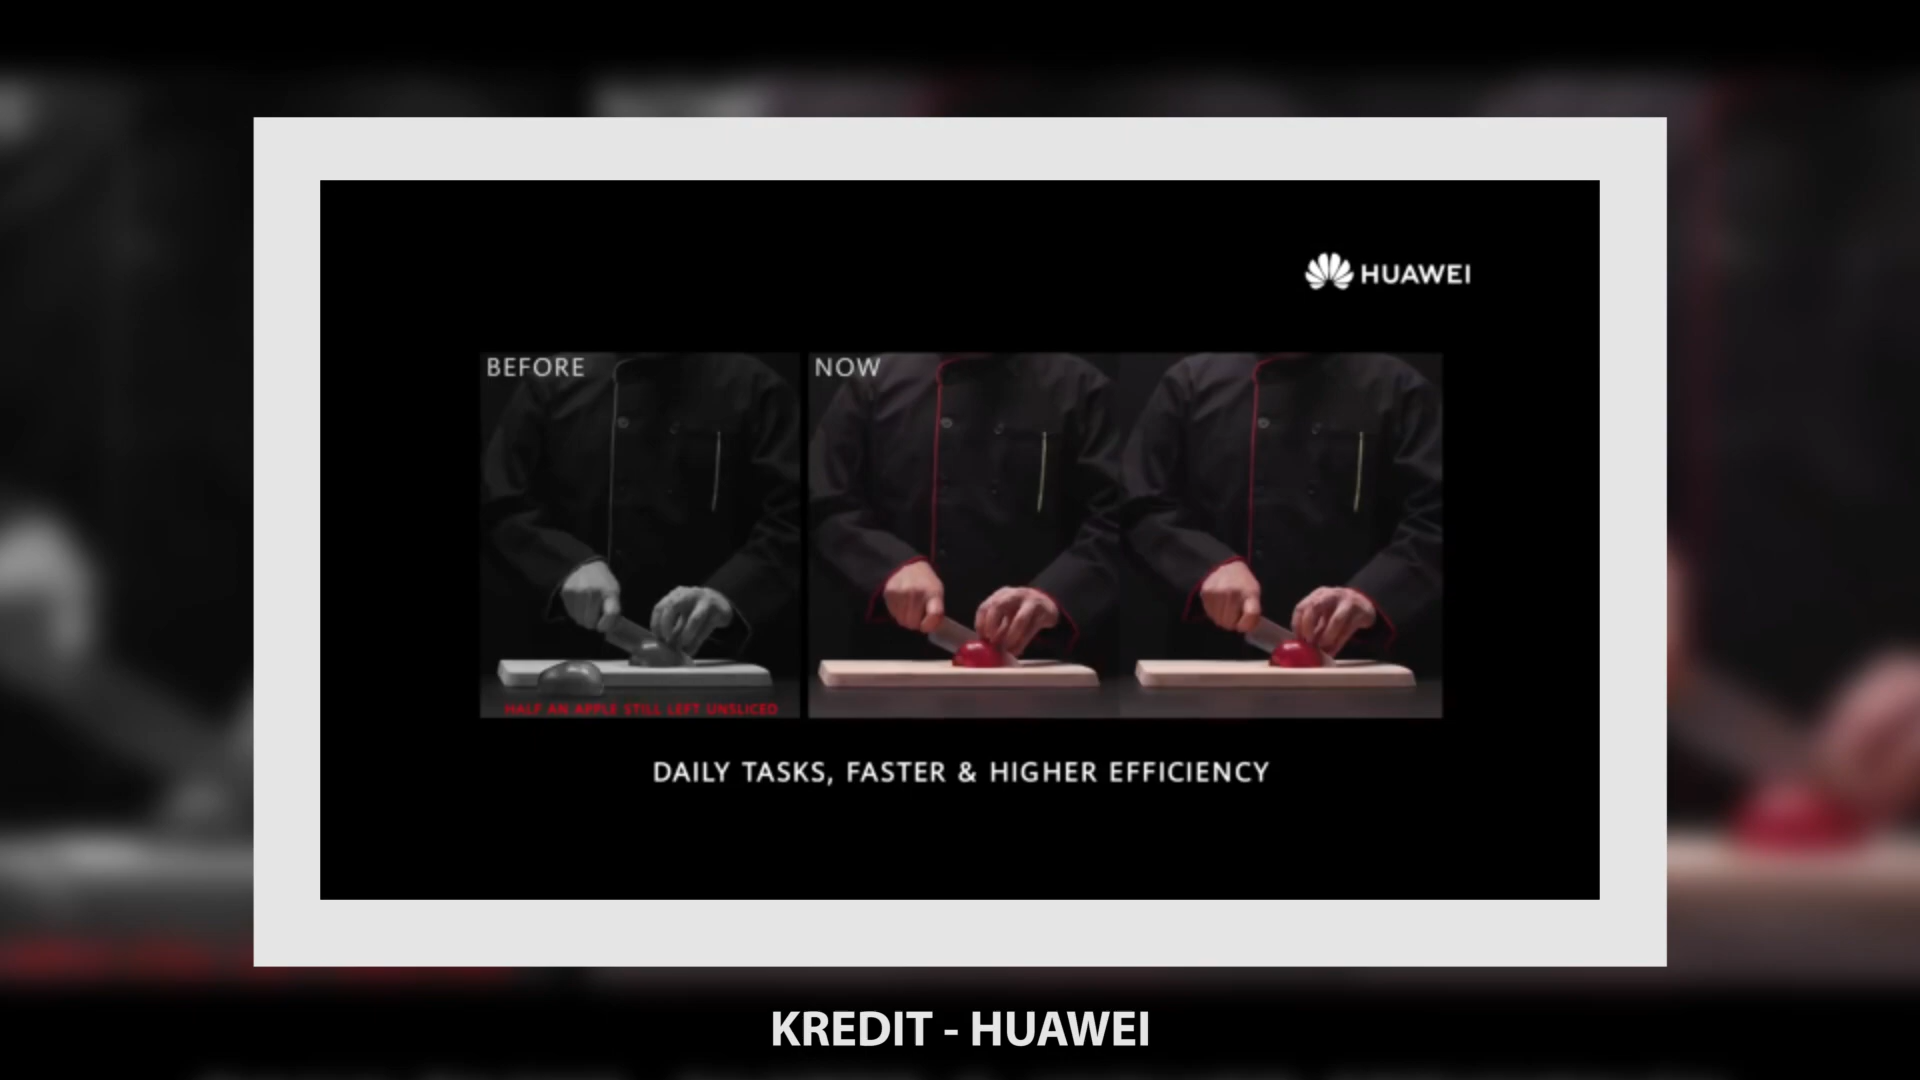 HUAWEI
BEFORE
NOW
HALF AN APPLE STILL LEFT UNSLICED
DAILY TASKS, FASTER & HIGHER EFFICIENCY
KREDIT - HUAWEI